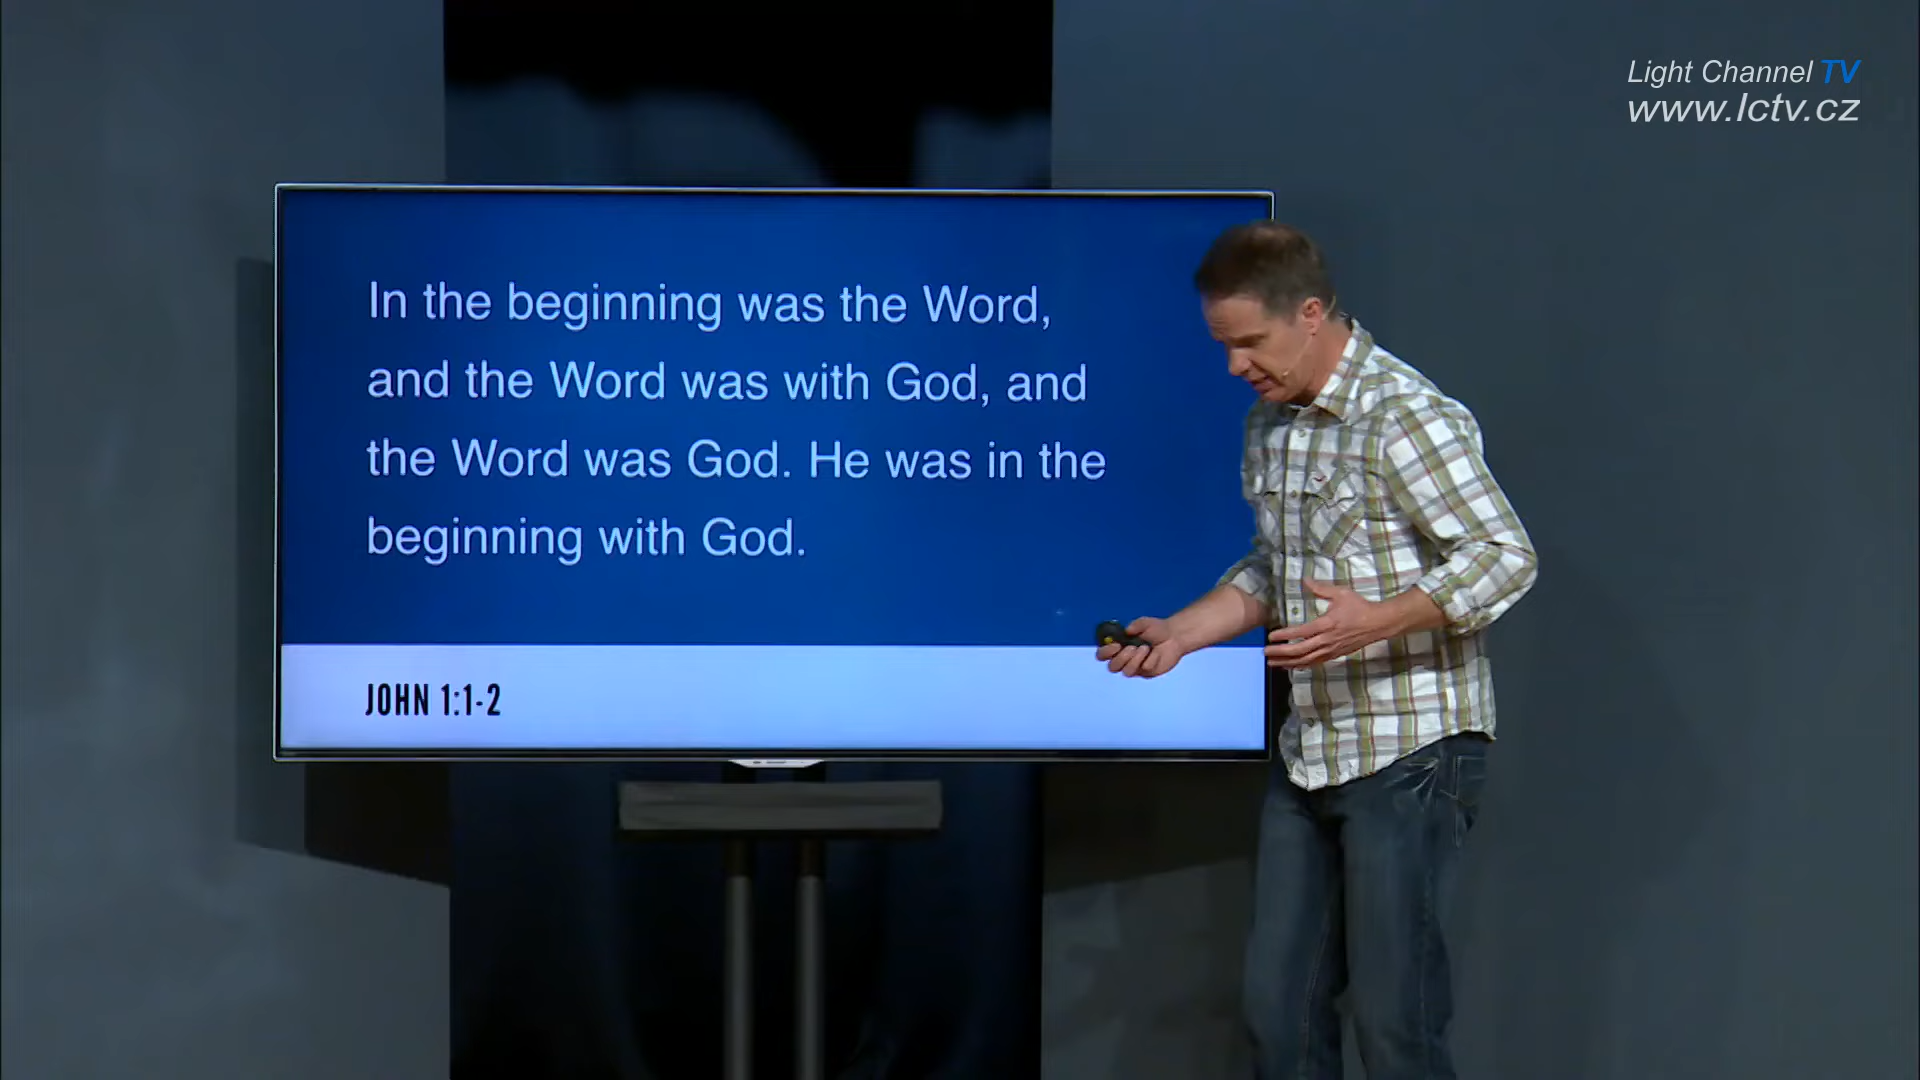 Light Channel TV
www.lctv.cz
In the beginning was the Word,
and the Word was with God, and
the Word was God. He was in the
beginning with God.
JOHN 1:1-2